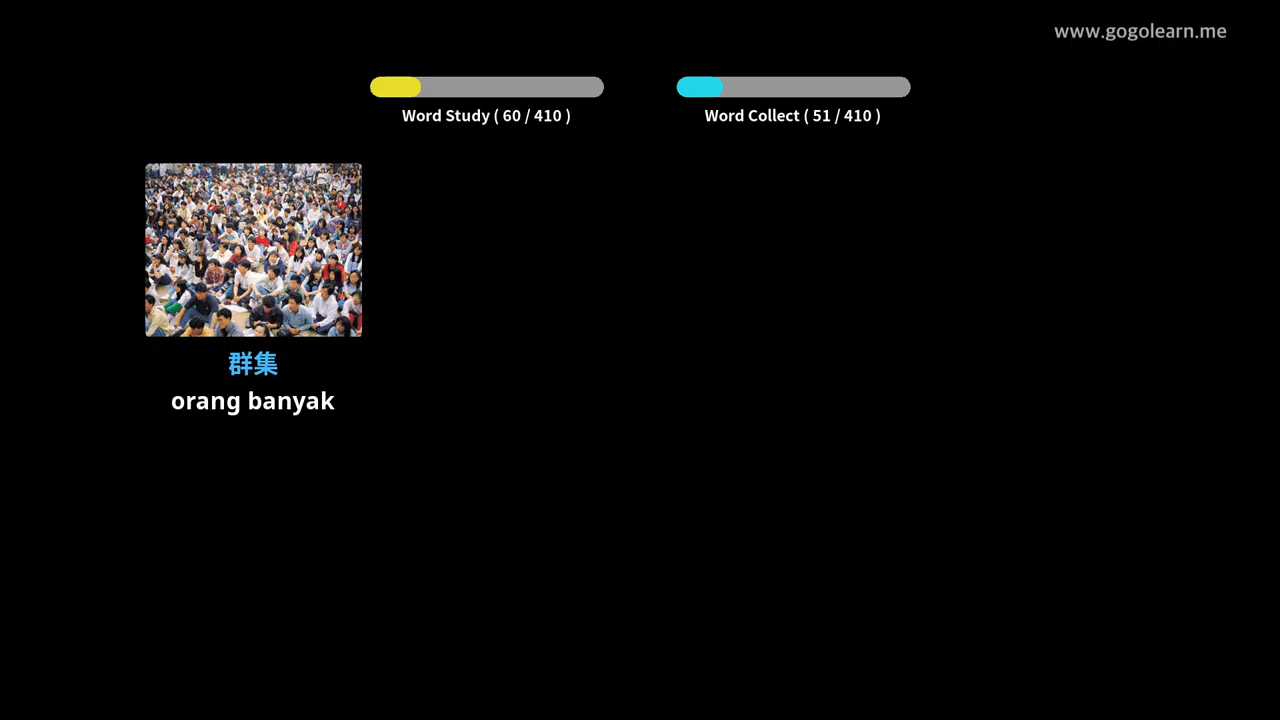 www.gogolearn.me
Word Study ( 60 / 410 )
Word Collect ( 51 / 410 )
群集
orang banyak